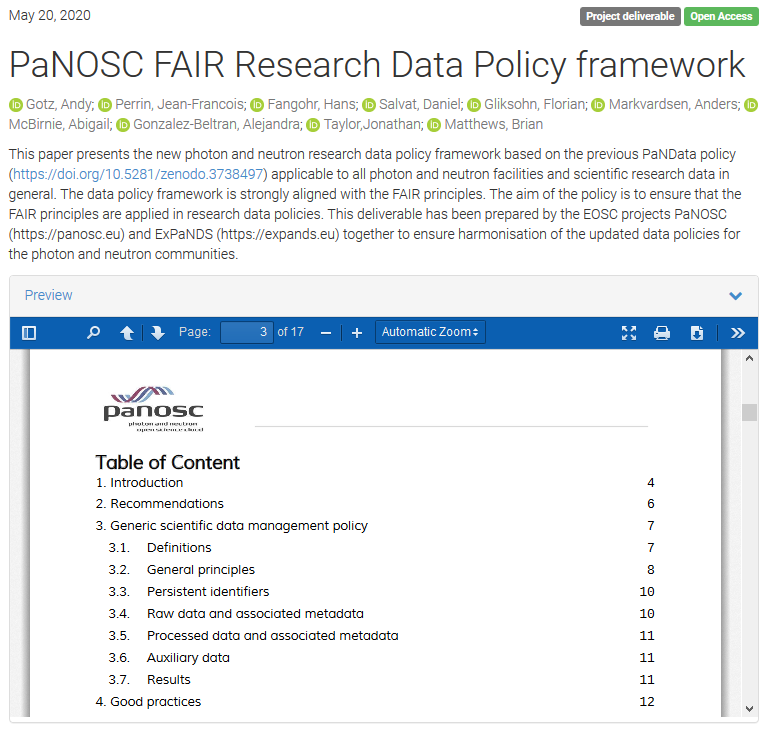 May 20, 2020
Project deliverable Open Access
PaNOSC FAIR Research Data Policy framework
Gotz, Andy; Perrin, Jean-Francois; Fangohr, Hans; Salvat, Daniel; Gliksohn, Florian; Markvardsen, Anders;
McBirnie, Abigail; Gonzalez-Beltran, Alejandra; Taylor,Jonathan; Matthews, Brian
This paper presents the new photon and neutron research data policy framework based on the previous PaNData policy
(https://doi.org/10.5281/zenodo.3738497) applicable to all photon and neutron facilities and scientific research data in
general. The data policy framework is strongly aligned with the FAIR principles. The aim of the policy is to ensure that the
FAIR principles are applied in research data policies. This deliverable has been prepared by the EOSC projects PaNOSC
(https://panosc.eu) and ExPaNDS (https://expands.eu) together to ensure harmonisation of the updated data policies for
the photon and neutron communities.
Preview
Page: 3 of 17 Automatic Zoom
panosc
photon and neutron
open science cloud
Table of Content
1. Introduction 4
2. Recommendations 6
3. Generic scientific data management policy 7
3.1. Definitions 7
3.2. General principles 8
3.3. Persistent identifiers 10
3.4. Raw data and associated metadata 10
3.5. Processed data and associated metadata 11
3.6. Auxiliary data 11
3.7. Results 11
4. Good practices 12